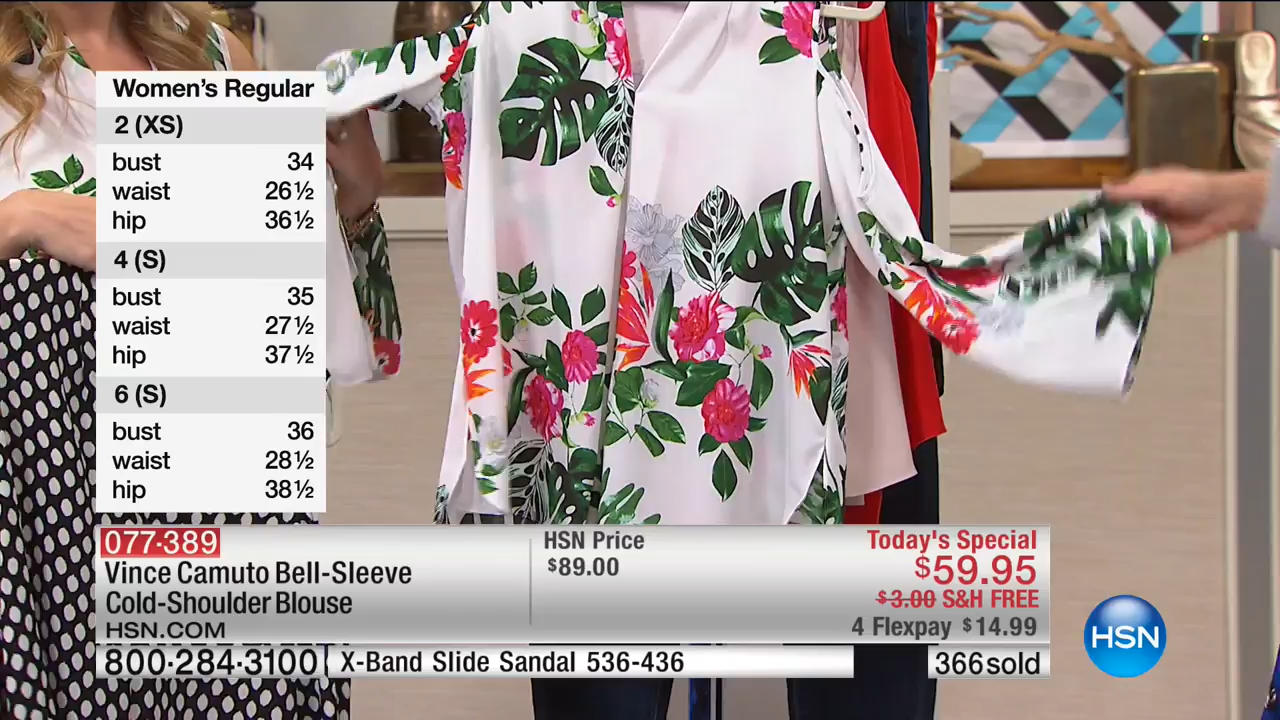 Women's Regular
2 (XS)
bust 34
waist 26½
hip 36½
4 (S)
bust 35
waist 27½
hip 37½
6 (S)
bust 36
waist 28½
hip 38½
077-389
Vince Camuto Bell-Sleeve
Cold-Shoulder Blouse
HSN.COM
HSN Price
$89.00
Today's Special
$59.95
$3.00 S&H FREE
4 Flexpay $14.99
HSN
800·284·3100 X-Band Slide Sandal 536-436
366 sold